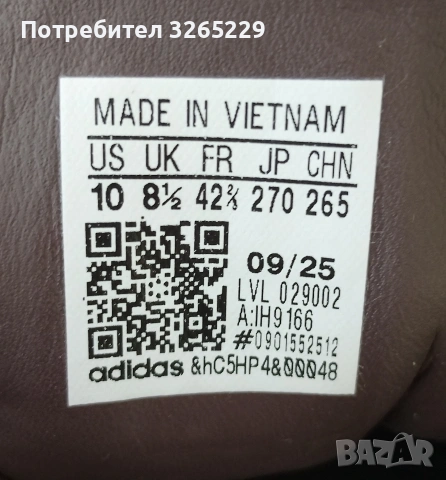 Потребител 3265229
MADE IN VIETNAM
US UK FR JP CHN
10 8½ 42⅔ 270 265
09/25
LVL 029002
A:IH9166
#0901552512
adidas &hC5HP4&00048
BAZAR